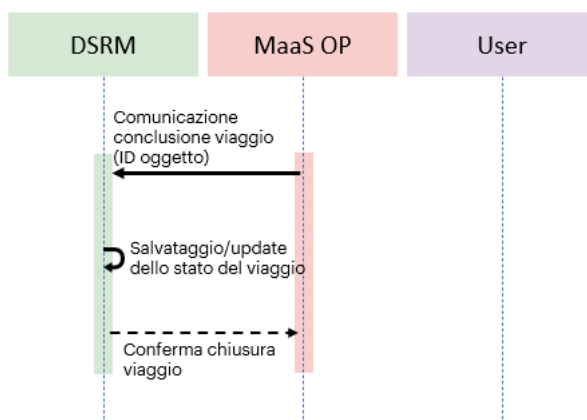 DSRM
MaaS OP
User
Comunicazione
conclusione viaggio
(ID oggetto)
Salvataggio/update
dello stato del viaggio
Conferma chiusura
viaggio